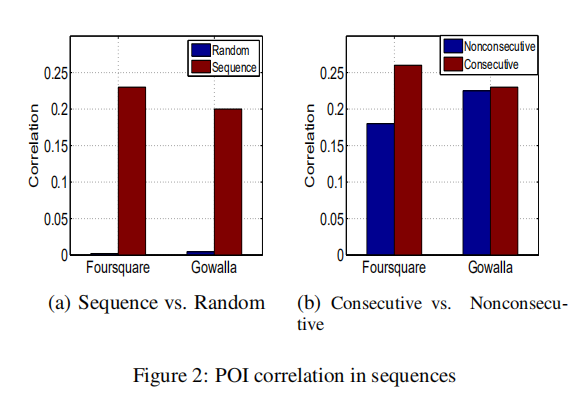 Random
Sequence
Correlation
0.25
0.2
0.15
0.1
0.05
0
Foursquare Gowalla
(a) Sequence vs. Random
Nonconsecutive
Consecutive
Correlation
0.25
0.2
0.15
0.1
0.05
0
Foursquare Gowalla
(b) Consecutive vs. Nonconsecu-
tive
Figure 2: POI correlation in sequences